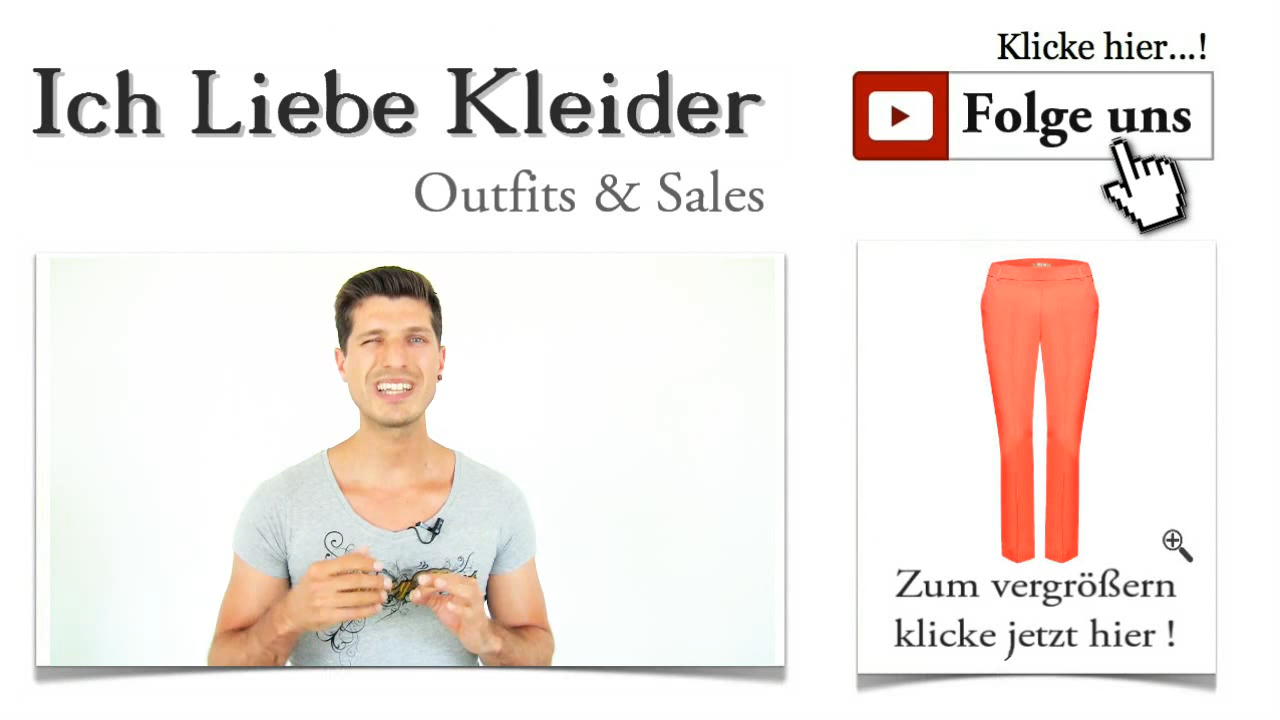 Ich Liebe Kleider
Outfits & Sales
Klicke hier...!
Folge uns
Zum vergrößern
klicke jetzt hier !